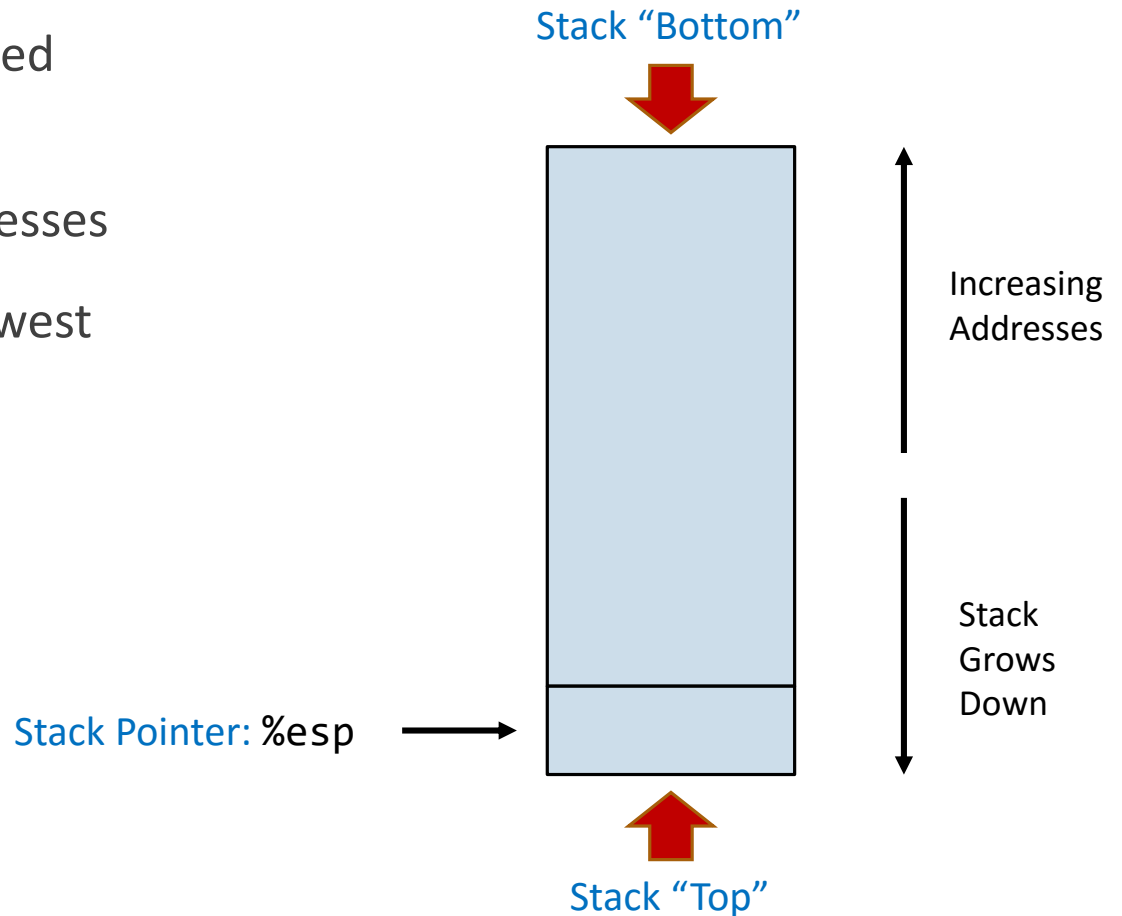 Stack “Bottom”
ed
esses
west
Increasing
Addresses
Stack
Grows
Down
Stack Pointer: %esp
Stack “Top”